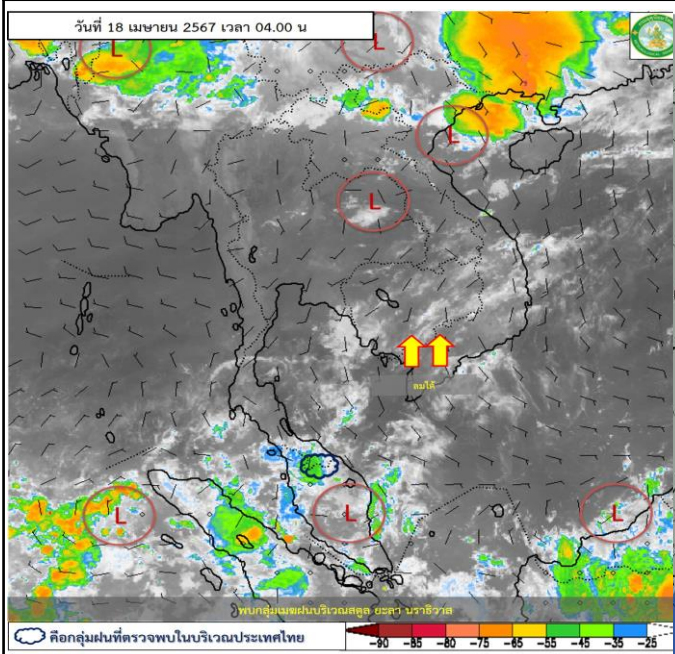 วันที่ 18 เมษายน 2567 เวลา 04.00 น
L
L
L
L
ลมใต้
L
L
L
พบกลุ่มเมฆฝนบริเวณสตูล ยะลา นราธิวาส
คือกลุ่มฝนที่ตรวจพบในบริเวณประเทศไทย
-90 -85 -80 -75 -65 -55 -45 -35 -25